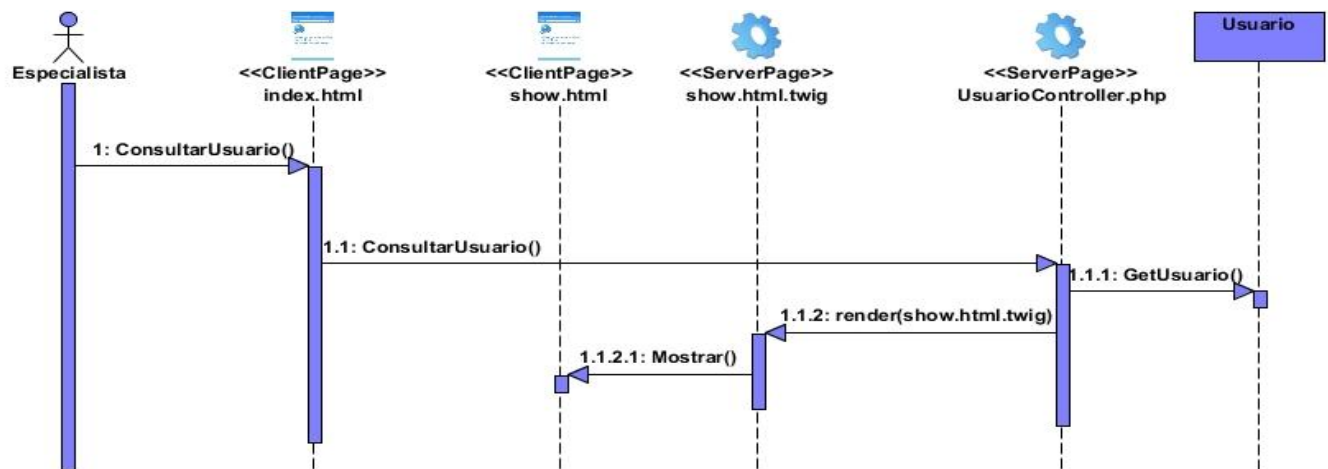 Especialista
<<ClientPage>>
index.html
<<ClientPage>>
show.html
<<ServerPage>>
show.html.twig
<<ServerPage>>
UsuarioController.php
Usuario
1: ConsultarUsuario()
1.1: ConsultarUsuario()
1.1.1: GetUsuario()
1.1.2: render(show.html.twig)
1.1.2.1: Mostrar()